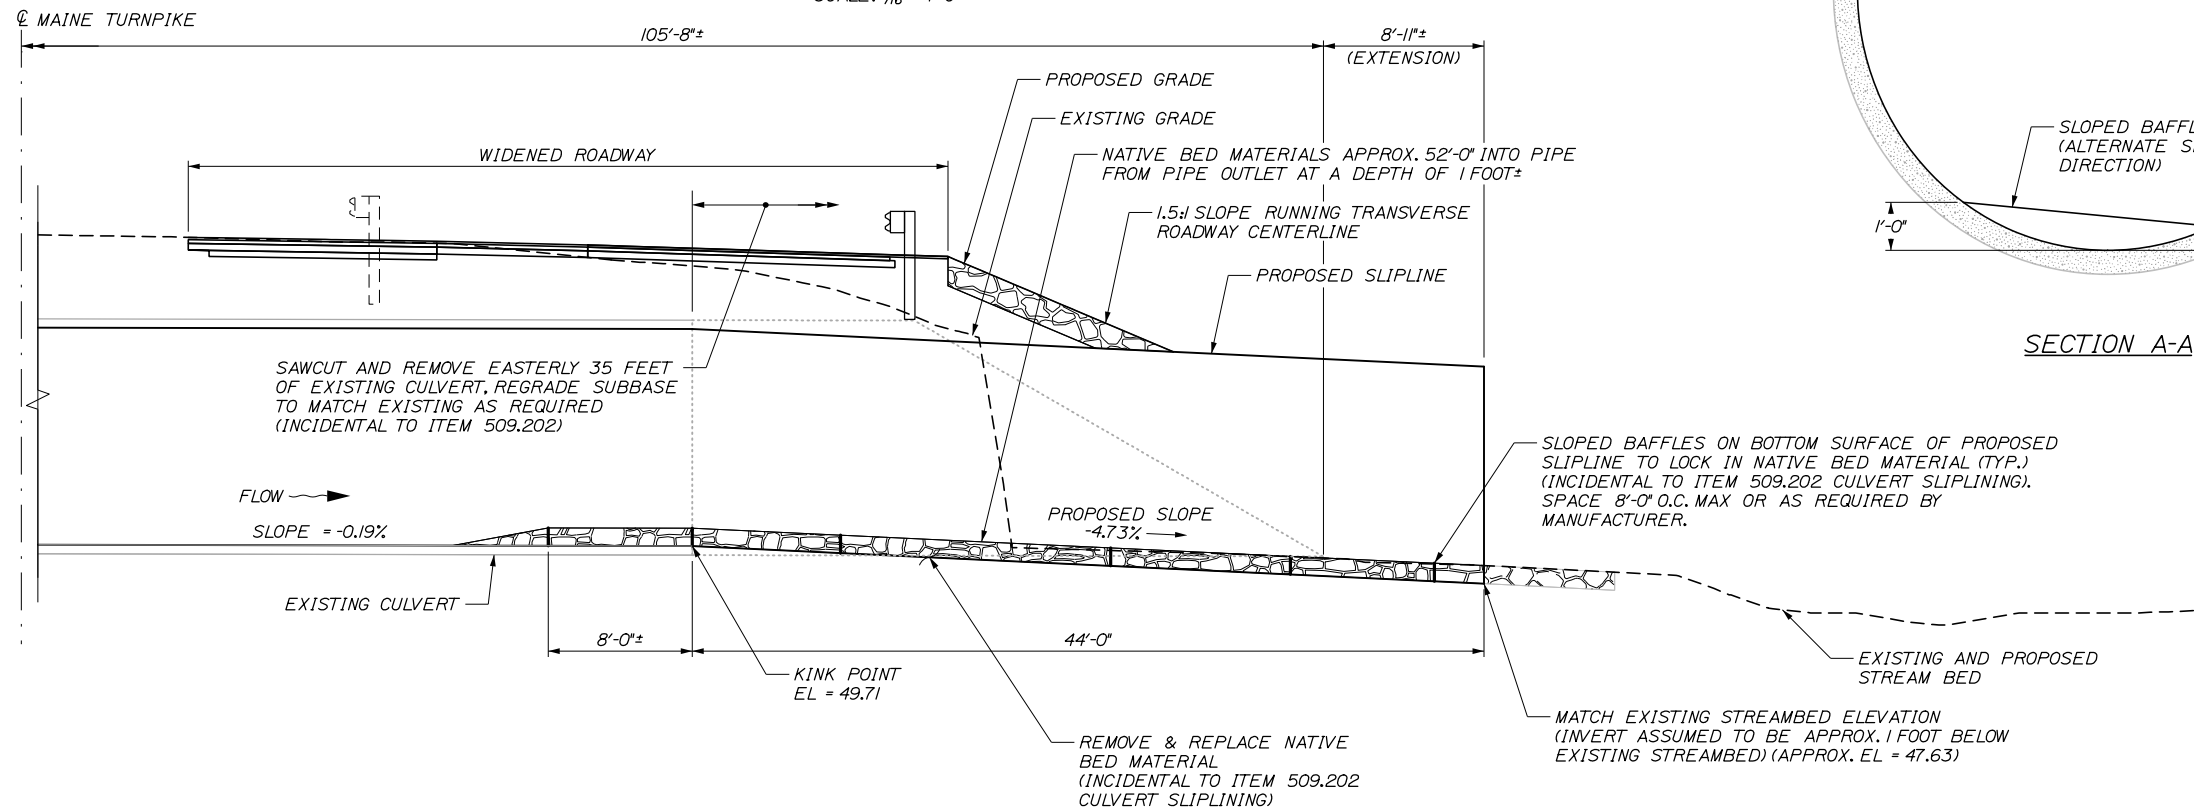 ℄ MAINE TURNPIKE
105'-8"±
8'-11"±
(EXTENSION)
PROPOSED GRADE
EXISTING GRADE
WIDENED ROADWAY
NATIVE BED MATERIALS APPROX. 52'-0" INTO PIPE
FROM PIPE OUTLET AT A DEPTH OF 1 FOOT±
1.5:1 SLOPE RUNNING TRANSVERSE
ROADWAY CENTERLINE
PROPOSED SLIPLINE
SLOPED
(ALTERNATE
DIRECTION)
1'-0"
SECTION A-A
SAWCUT AND REMOVE EASTERLY 35 FEET
OF EXISTING CULVERT, REGRADE SUBBASE
TO MATCH EXISTING AS REQUIRED
(INCIDENTAL TO ITEM 509.202)
FLOW
SLOPE = -0.19%
PROPOSED SLOPE
-4.73%
SLOPED BAFFLES ON BOTTOM SURFACE OF PROPOSED
SLIPLINE TO LOCK IN NATIVE BED MATERIAL (TYP.)
(INCIDENTAL TO ITEM 509.202 CULVERT SLIPLINING).
SPACE 8'-0" O.C. MAX OR AS REQUIRED BY
MANUFACTURER.
EXISTING CULVERT
8'-0"±
44'-0"
KINK POINT
EL = 49.71
EXISTING AND PROPOSED
STREAM BED
REMOVE & REPLACE NATIVE
BED MATERIAL
(INCIDENTAL TO ITEM 509.202
CULVERT SLIPLINING)
MATCH EXISTING STREAMBED ELEVATION
(INVERT ASSUMED TO BE APPROX. 1 FOOT BELOW
EXISTING STREAMBED) (APPROX. EL = 47.63)